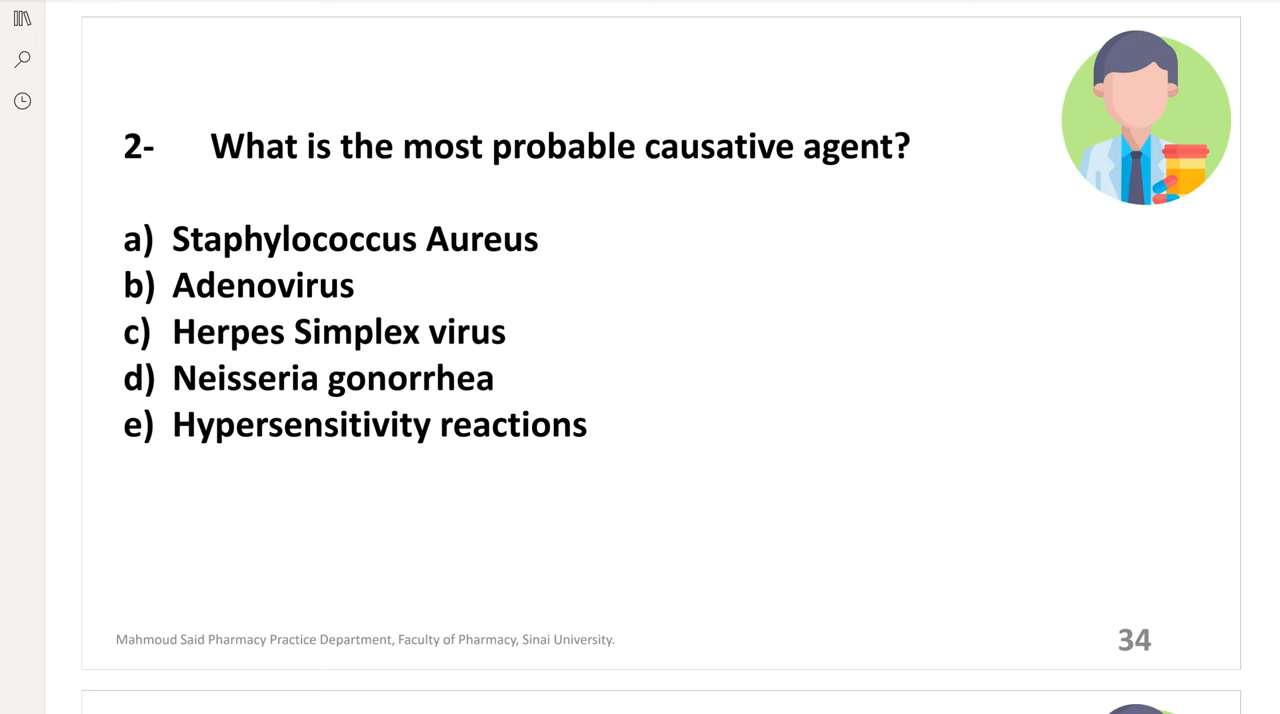 2- What is the most probable causative agent?
a) Staphylococcus Aureus
b) Adenovirus
c) Herpes Simplex virus
d) Neisseria gonorrhea
e) Hypersensitivity reactions
Mahmoud Said Pharmacy Practice Department, Faculty of Pharmacy, Sinai University.
34